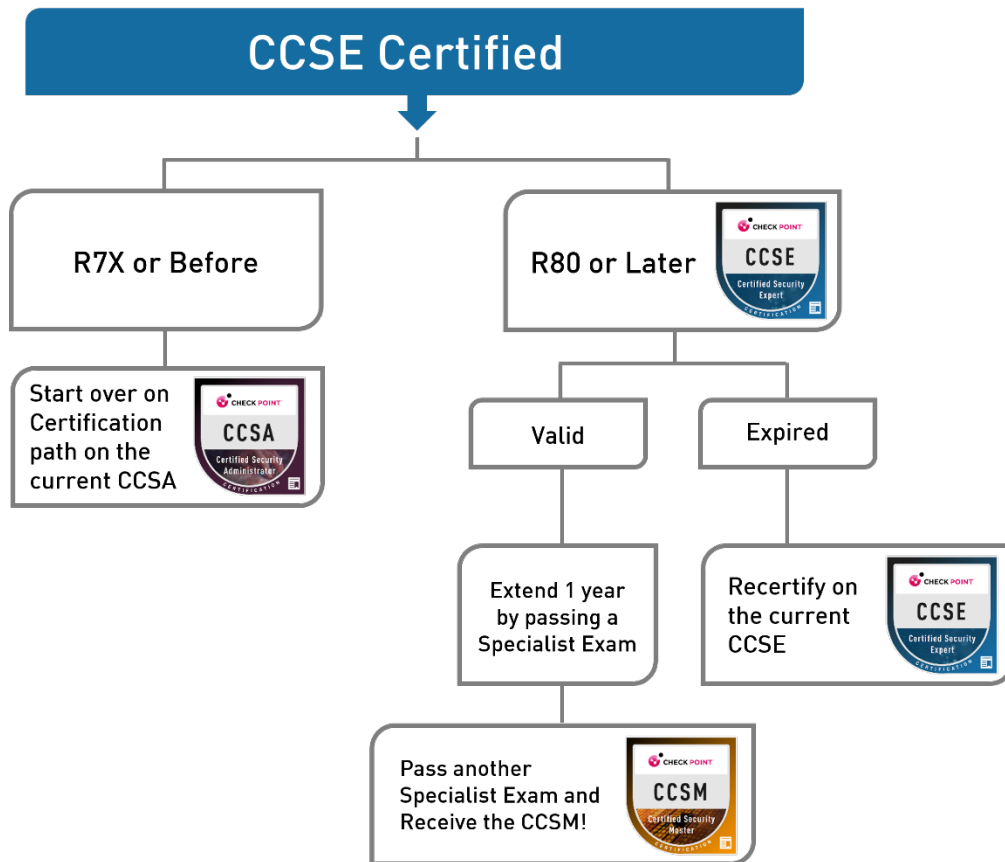 CCSE Certified
R7X or Before
R80 or Later
CHECK POINT
CCSE
Certified Security
Expert
CERTIFICATION
Start over on
Certification
path on the
current CCSA
CHECK POINT
CCSA
Certified Security
Administrator
CERTIFICATION
Valid
Expired
Extend 1 year
by passing a
Specialist Exam
Recertify on
the current
CCSE
CHECK POINT
CCSE
Certified Security
Expert
CERTIFICATION
Pass another
Specialist Exam and
Receive the CCSM!
CHECK POINT
CCSM
Certified Security
Master
CERTIFICATION